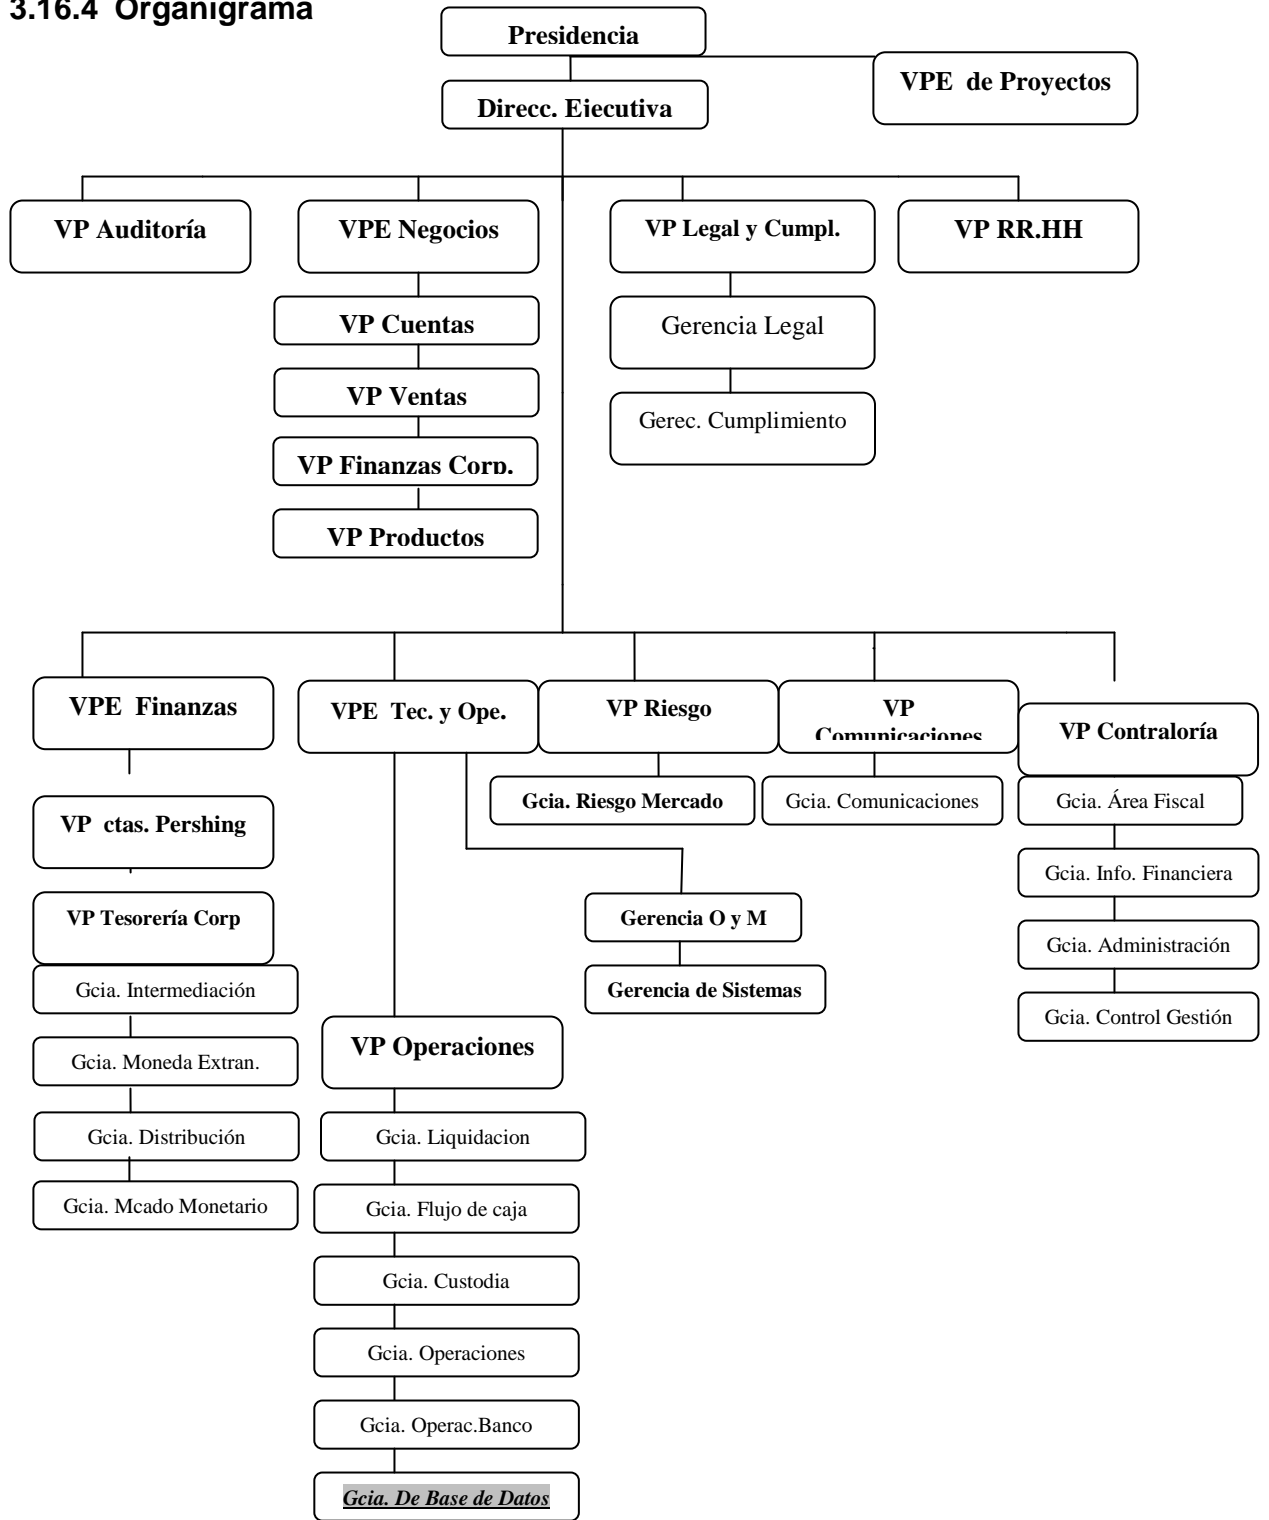 3.16.4 Organigrama
Presidencia
VPE de Proyectos
Direcc. Ejecutiva
VP Auditoría
VPE Negocios
VP Legal y Cumpl.
VP RR.HH
VP Cuentas
Gerencia Legal
VP Ventas
Gerec. Cumplimiento
VP Finanzas Corp.
VP Productos
VPE Finanzas
VPE Tec. y Ope.
VP Riesgo
VP
Comunicaciones
VP Contraloría
Gcia. Riesgo Mercado
Gcia. Comunicaciones
Gcia. Área Fiscal
VP ctas. Pershing
Gcia. Info. Financiera
VP Tesorería Corp
Gerencia O y M
Gcia. Administración
Gcia. Intermediación
Gerencia de Sistemas
Gcia. Control Gestión
VP Operaciones
Gcia. Moneda Extran.
Gcia. Distribución
Gcia. Liquidacion
Gcia. Mcado Monetario
Gcia. Flujo de caja
Gcia. Custodia
Gcia. Operaciones
Gcia. Operac.Banco
Gcia. De Base de Datos